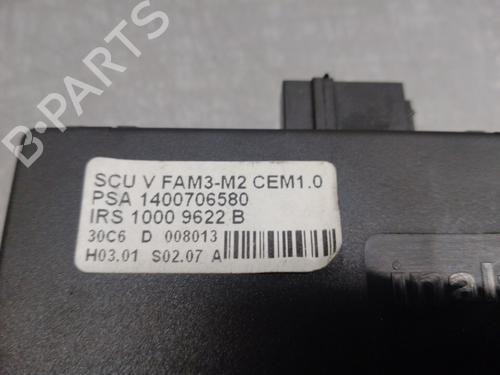 SCU V FAM3-M2 CEM1.0
PSA 1400706580
IRS 1000 9622 B
30C6 D 008013
H03.01 S02.07 A
B-PARTS